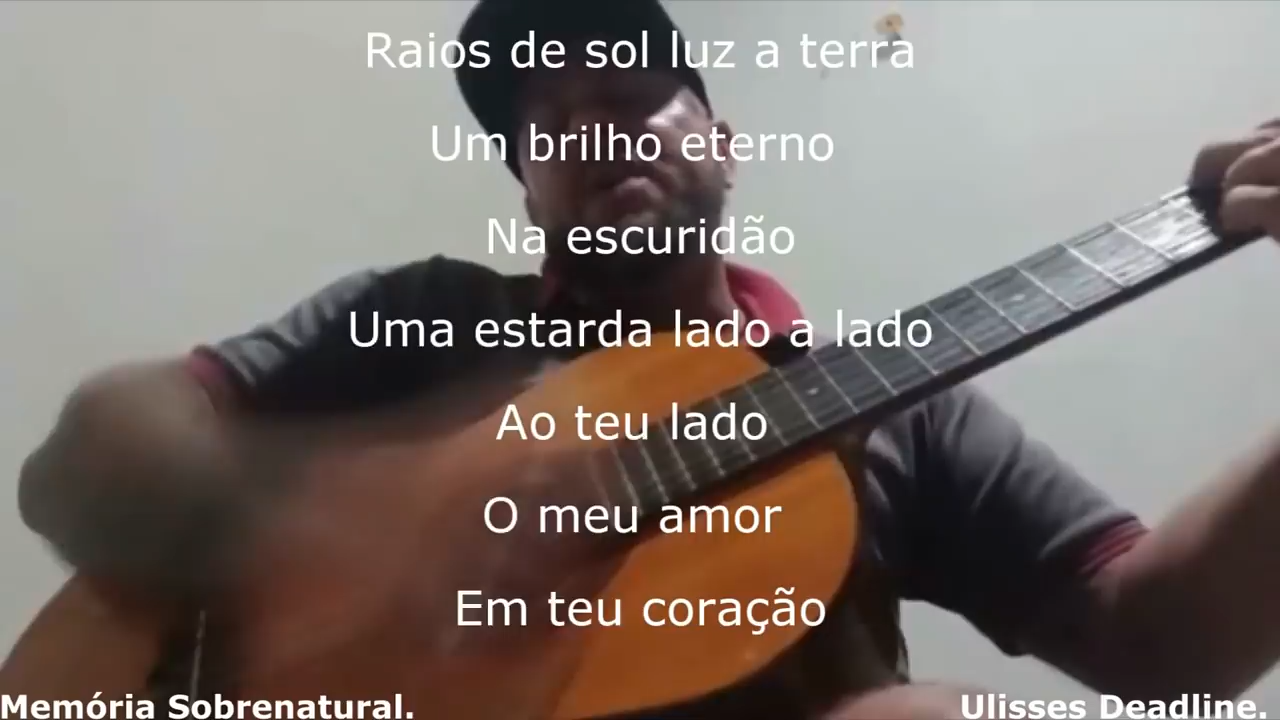 Raios de sol luz a terra
Um brilho eterno
Na escuridão
Uma estarda lado a lado
Ao teu lado
O meu amor
Em teu coração
Memória Sobrenatural.
Ulisses Deadline.